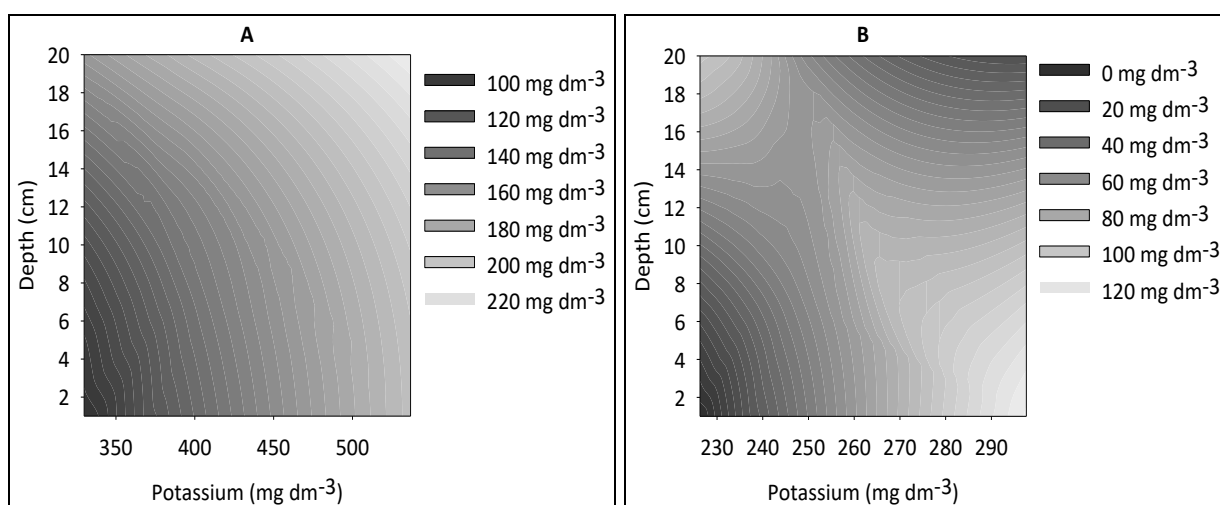 A
20
18
16
14
12
10
8
6
4
2
Depth (cm)
350 400 450 500
Potassium (mg dm-3)
100 mg dm-3
120 mg dm-3
140 mg dm-3
160 mg dm-3
180 mg dm-3
200 mg dm-3
220 mg dm-3
B
20
18
16
14
12
10
8
6
4
2
Depth (cm)
230 240 250 260 270 280 290
Potassium (mg dm-3)
0 mg dm-3
20 mg dm-3
40 mg dm-3
60 mg dm-3
80 mg dm-3
100 mg dm-3
120 mg dm-3